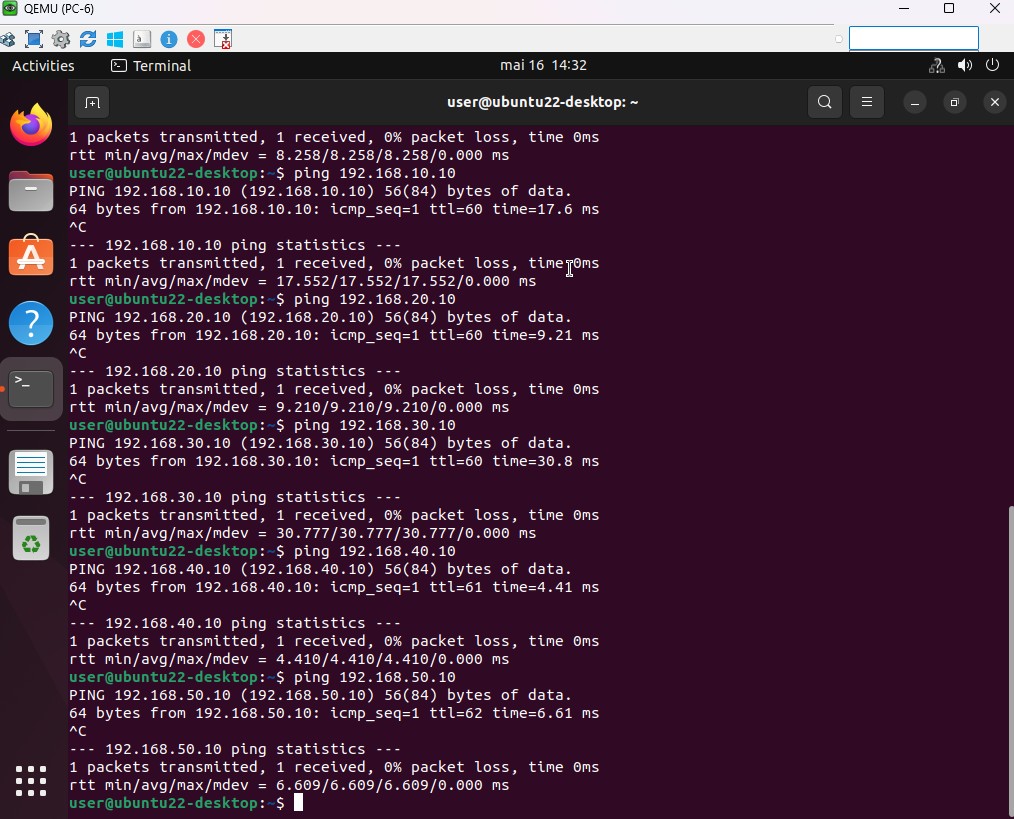 QEMU (PC-6)
Activities
Terminal
mai 16 14:32
user@ubuntu22-desktop: ~
1 packets transmitted, 1 received, 0% packet loss, time 0ms
rtt min/avg/max/mdev = 8.258/8.258/8.258/0.000 ms
user@ubuntu22-desktop:~$ ping 192.168.10.10
PING 192.168.10.10 (192.168.10.10) 56(84) bytes of data.
64 bytes from 192.168.10.10: icmp_seq=1 ttl=60 time=17.6 ms
^C
--- 192.168.10.10 ping statistics ---
1 packets transmitted, 1 received, 0% packet loss, time 0ms
rtt min/avg/max/mdev = 17.552/17.552/17.552/0.000 ms
user@ubuntu22-desktop:~$ ping 192.168.20.10
PING 192.168.20.10 (192.168.20.10) 56(84) bytes of data.
64 bytes from 192.168.20.10: icmp_seq=1 ttl=60 time=9.21 ms
^C
--- 192.168.20.10 ping statistics ---
1 packets transmitted, 1 received, 0% packet loss, time 0ms
rtt min/avg/max/mdev = 9.210/9.210/9.210/0.000 ms
user@ubuntu22-desktop:~$ ping 192.168.30.10
PING 192.168.30.10 (192.168.30.10) 56(84) bytes of data.
64 bytes from 192.168.30.10: icmp_seq=1 ttl=60 time=30.8 ms
^C
--- 192.168.30.10 ping statistics ---
1 packets transmitted, 1 received, 0% packet loss, time 0ms
rtt min/avg/max/mdev = 30.777/30.777/30.777/0.000 ms
user@ubuntu22-desktop:~$ ping 192.168.40.10
PING 192.168.40.10 (192.168.40.10) 56(84) bytes of data.
64 bytes from 192.168.40.10: icmp_seq=1 ttl=61 time=4.41 ms
^C
--- 192.168.40.10 ping statistics ---
1 packets transmitted, 1 received, 0% packet loss, time 0ms
rtt min/avg/max/mdev = 4.410/4.410/4.410/0.000 ms
user@ubuntu22-desktop:~$ ping 192.168.50.10
PING 192.168.50.10 (192.168.50.10) 56(84) bytes of data.
64 bytes from 192.168.50.10: icmp_seq=1 ttl=62 time=6.61 ms
^C
--- 192.168.50.10 ping statistics ---
1 packets transmitted, 1 received, 0% packet loss, time 0ms
rtt min/avg/max/mdev = 6.609/6.609/6.609/0.000 ms
user@ubuntu22-desktop:~$